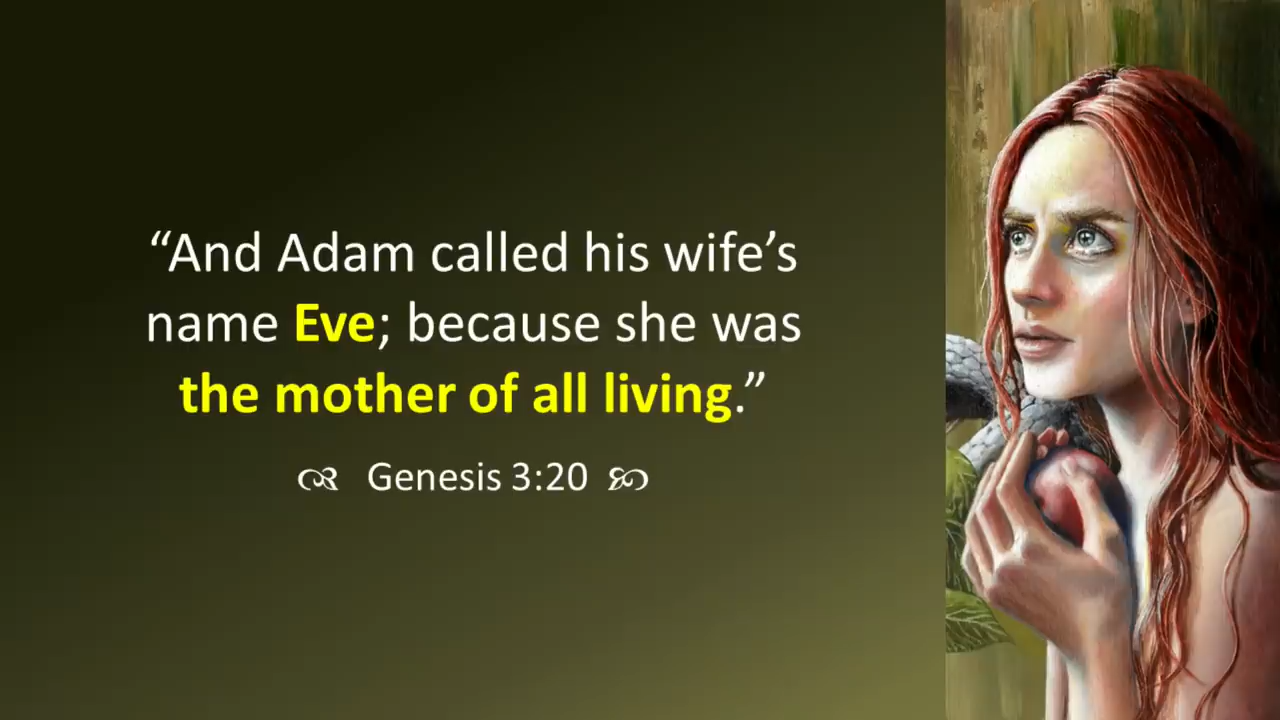 “And Adam called his wife’s
name Eve; because she was
the mother of all living.”
Genesis 3:20